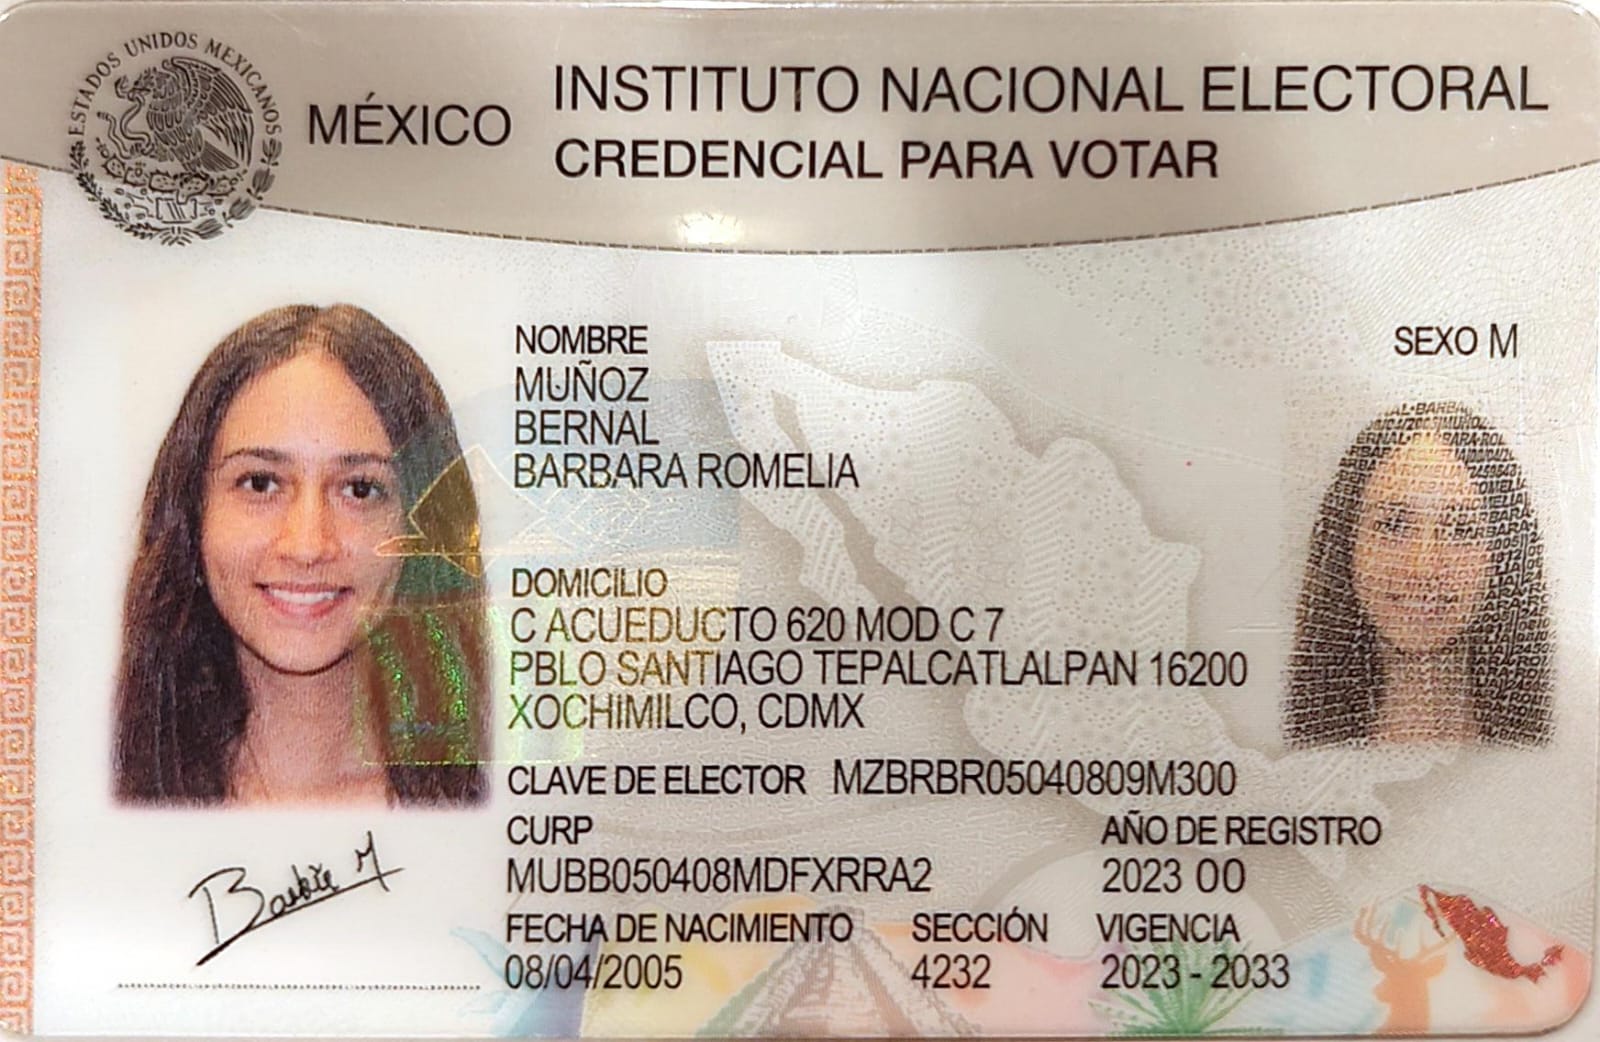 ESTADOS UNIDOS MEXICANOS
MÉXICO
INSTITUTO NACIONAL ELECTORAL
CREDENCIAL PARA VOTAR
NOMBRE
MUÑOZ
BERNAL
BARBARA ROMELIA
SEXO M
DOMICILIO
C ACUEDUCTO 620 MOD C 7
PBLO SANTIAGO TEPALCATLALPAN 16200
XOCHIMILCO, CDMX
CLAVE DE ELECTOR MZBRBR05040809M300
CURP
MUBB050408MDFXRRA2
AÑO DE REGISTRO
2023 00
FECHA DE NACIMIENTO
08/04/2005
SECCIÓN
4232
VIGENCIA
2023 - 2033
Barbie M